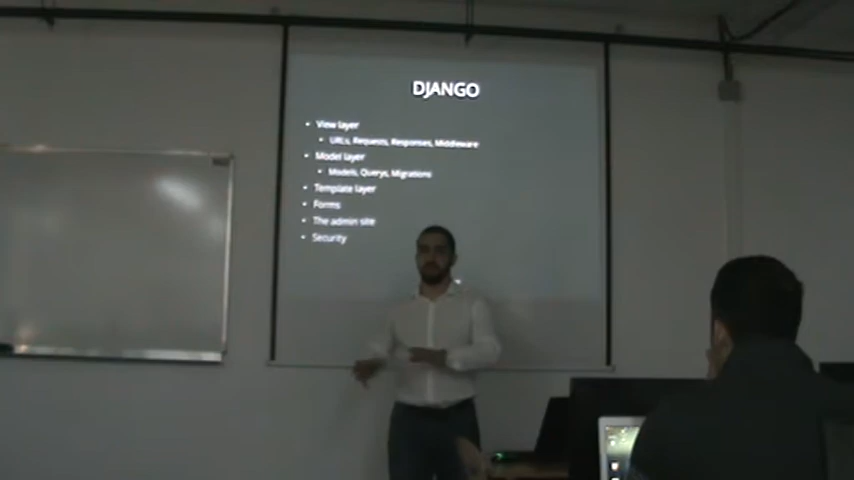 DJANGO
• View layer
• URLs, Requests, Responses, Middleware
• Model layer
• Models, Querys, Migrations
• Template layer
• Forms
• The admin site
• Security